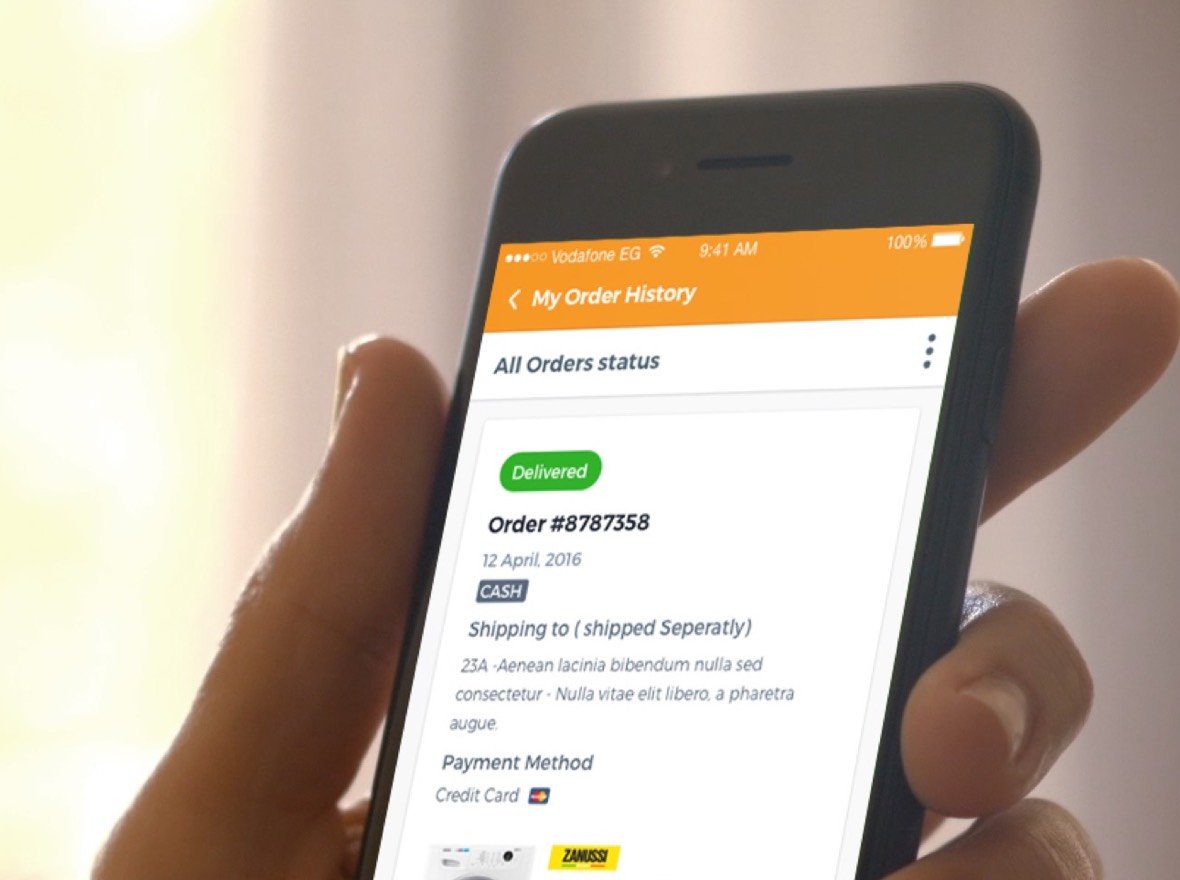 Vodafone EG 9:41 AM 100%
My Order History
All Orders status
Delivered
Order #8787358
12 April, 2016
CASH
Shipping to ( shipped Seperatly)
23A -Aenean lacinia bibendum nulla sed
consectetur - Nulla vitae elit libero, a pharetra
augue.
Payment Method
Credit Card
ZANUSSI